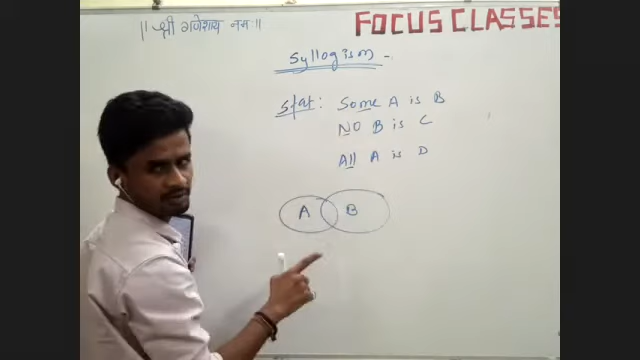 || श्री गणेशाय नमः ||
FOCUS CLASSES
Syllogism -.
Stat: Some A is B
NO B is C
All A is D
A B